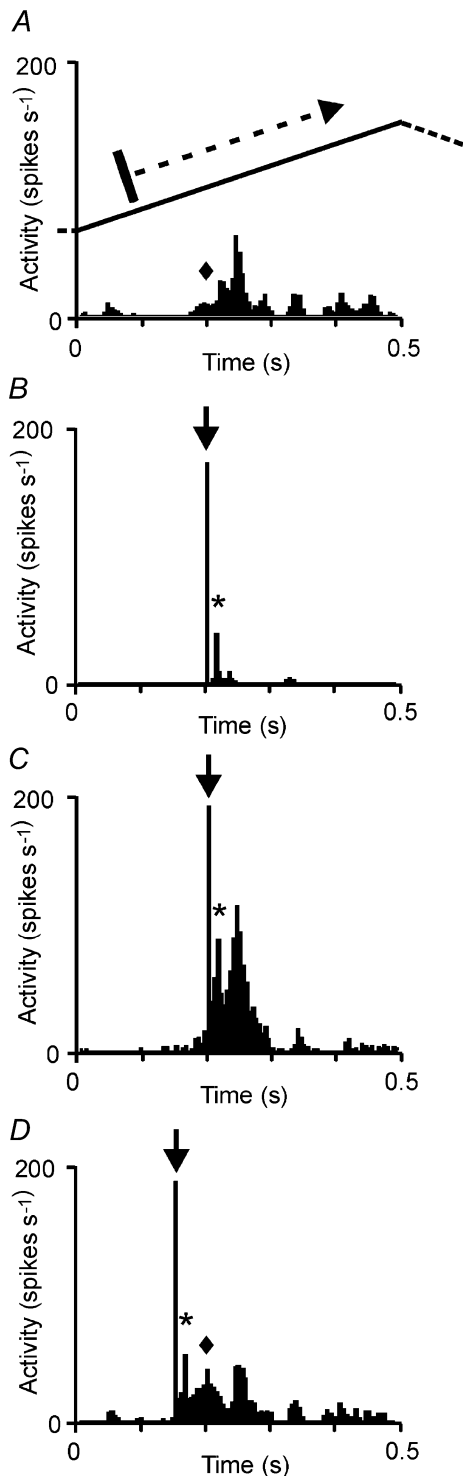 A
200
Activity (spikes s-1)
0
0
0.5
Time (s)
B
200
Activity (spikes s-1)
*
0
0
0.5
Time (s)
C
200
Activity (spikes s-1)
*
0
0
0.5
Time (s)
D
200
Activity (spikes s-1)
*
0
0
0.5
Time (s)